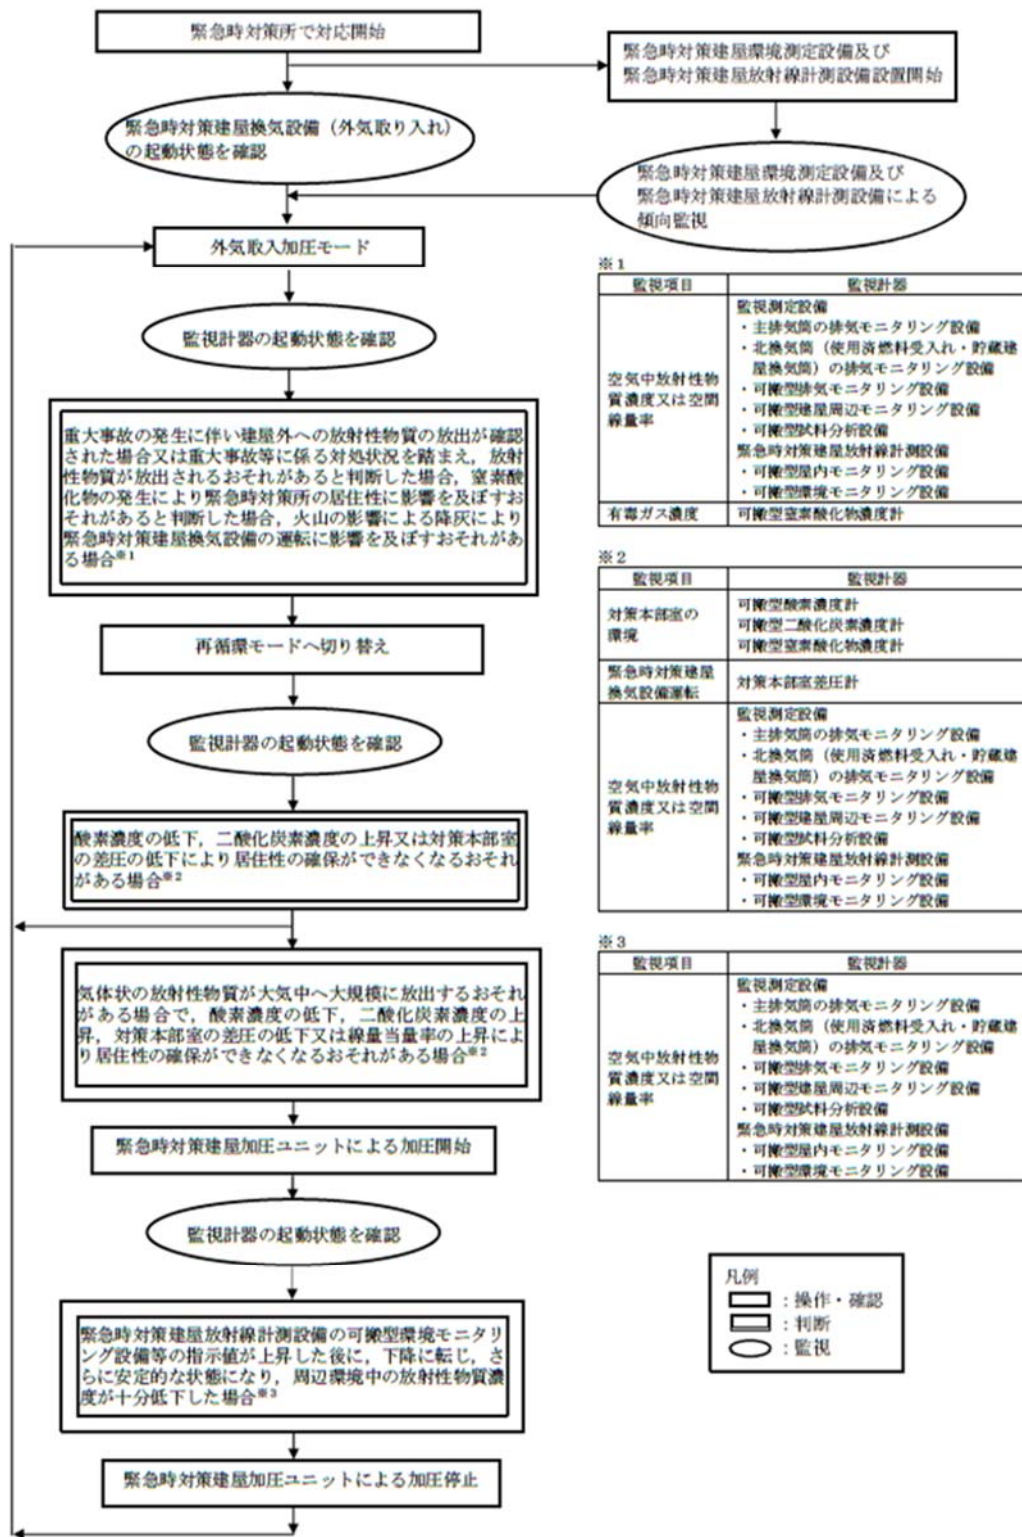 緊急時対策所で対応開始
緊急時対策建屋環境測定設備及び
緊急時対策建屋放射線計測設備設置開始
緊急時対策建屋換気設備（外気取り入れ）
の起動状態を確認
緊急時対策建屋環境測定設備及び
緊急時対策建屋放射線計測設備による
傾向監視
外気取入加圧モード
監視計器の起動状態を確認
重大事故の発生に伴い建屋外への放射性物質の放出が確認
された場合又は重大事故等に係る対処状況を踏まえ，放射
性物質が放出されるおそれがあると判断した場合，窒素酸
化物の発生により緊急時対策所の居住性に影響を及ぼすお
それがあると判断した場合，火山の影響による降灰により
緊急時対策建屋換気設備の運転に影響を及ぼすおそれがあ
る場合※1
再循環モードへ切り替え
監視計器の起動状態を確認
酸素濃度の低下，二酸化炭素濃度の上昇又は対策本部室
の差圧の低下により居住性の確保ができなくなるおそれ
がある場合※2
気体状の放射性物質が大気中へ大規模に放出するおそれ
がある場合で，酸素濃度の低下，二酸化炭素濃度の上
昇，対策本部室の差圧の低下又は線量当量率の上昇によ
り居住性の確保ができなくなるおそれがある場合※2
緊急時対策建屋加圧ユニットによる加圧開始
監視計器の起動状態を確認
緊急時対策建屋放射線計測設備の可搬型環境モニタリ
ング設備等の指示値が上昇した後に，下降に転じ，さ
らに安定的な状態になり，周辺環境中の放射性物質濃
度が十分低下した場合※3
緊急時対策建屋加圧ユニットによる加圧停止
※1
監視項目 監視計器
空気中放射性物
質濃度又は空間
線量率
監視測定設備
・主排気筒の排気モニタリング設備
・北換気筒（使用済燃料受入れ・貯蔵建
屋換気筒）の排気モニタリング設備
・可搬型排気モニタリング設備
・可搬型建屋周辺モニタリング設備
・可搬型試料分析設備
緊急時対策建屋放射線計測設備
・可搬型屋内モニタリング設備
・可搬型環境モニタリング設備
有毒ガス濃度 可搬型窒素酸化物濃度計
※2
監視項目 監視計器
対策本部室の
環境
可搬型酸素濃度計
可搬型二酸化炭素濃度計
可搬型窒素酸化物濃度計
緊急時対策建屋
換気設備運転
対策本部室差圧計
空気中放射性物
質濃度又は空間
線量率
監視測定設備
・主排気筒の排気モニタリング設備
・北換気筒（使用済燃料受入れ・貯蔵建
屋換気筒）の排気モニタリング設備
・可搬型排気モニタリング設備
・可搬型建屋周辺モニタリング設備
・可搬型試料分析設備
緊急時対策建屋放射線計測設備
・可搬型屋内モニタリング設備
・可搬型環境モニタリング設備
※3
監視項目 監視計器
空気中放射性物
質濃度又は空間
線量率
監視測定設備
・主排気筒の排気モニタリング設備
・北換気筒（使用済燃料受入れ・貯蔵建
屋換気筒）の排気モニタリング設備
・可搬型排気モニタリング設備
・可搬型建屋周辺モニタリング設備
・可搬型試料分析設備
緊急時対策建屋放射線計測設備
・可搬型屋内モニタリング設備
・可搬型環境モニタリング設備
凡例
：操作・確認
：判断
：監視